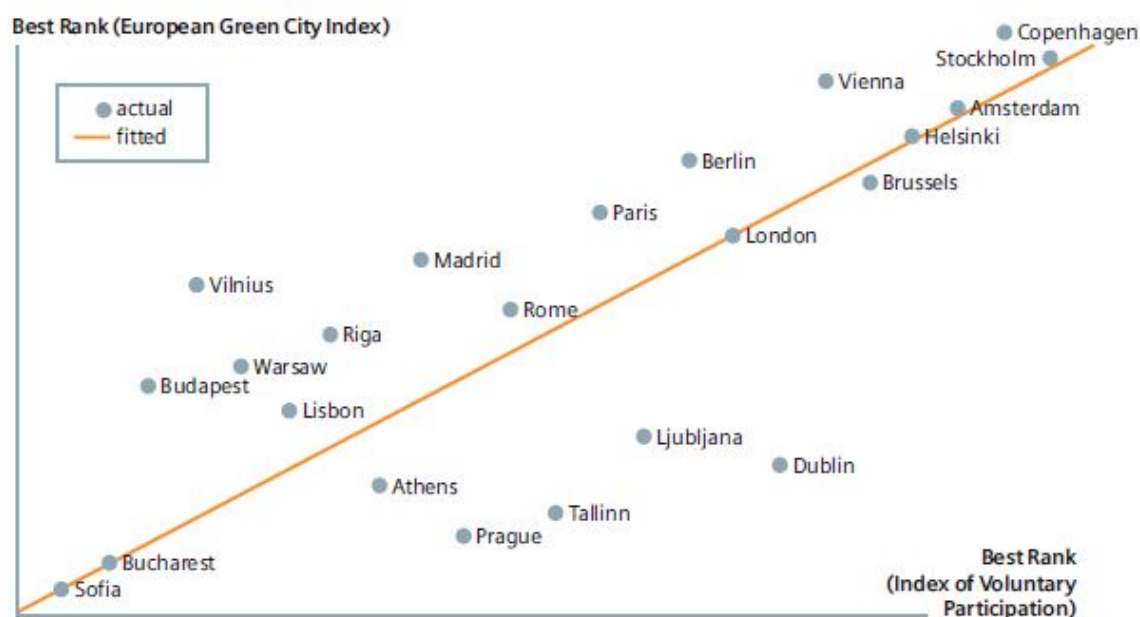 Best Rank (European Green City Index)
Copenhagen
Stockholm
Vienna
actual
Amsterdam
fitted
Helsinki
Berlin
Brussels
Paris
London
Madrid
Vilnius
Rome
Riga
Warsaw
Budapest
Lisbon
Ljubljana
Dublin
Athens
Tallinn
Prague
Bucharest
Sofia
Best Rank
(Index of Voluntary
Participation)